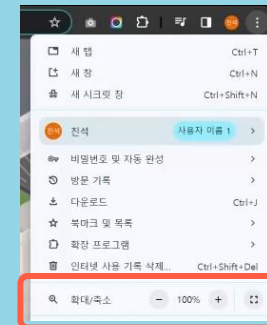 새 탭 Ctrl+T
새 창 Ctrl+N
새 시크릿 창 Ctrl+Shift+N
진석 진석 사용자 이름 1
비밀번호 및 자동 완성
방문 기록
다운로드 Ctrl+J
북마크 및 목록
확장 프로그램
인터넷 사용 기록 삭제... Ctrl+Shift+Del
확대/축소 - 100% +